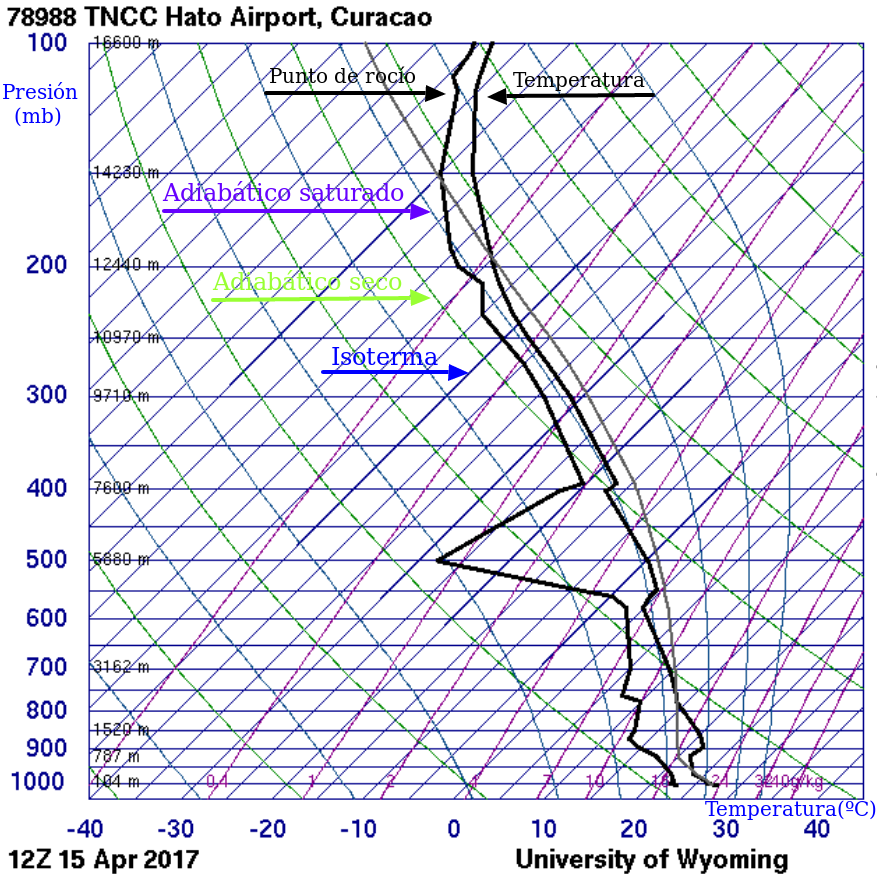 78988 TNCC Hato Airport, Curacao
100
16600 m
Presión
(mb)
Punto de rocío
Temperatura
14230 m
Adiabático saturado
200
12440 m
Adiabático seco
10970 m
Isoterma
300
9710 m
400
7600 m
500
5880 m
600
700
3162 m
800
1520 m
900
787 m
1000
104 m
0.1 1 2 4 7 10 16 24 32 40g/kg
Temperatura(ºC)
-40 -30 -20 -10 0 10 20 30 40
12Z 15 Apr 2017
University of Wyoming